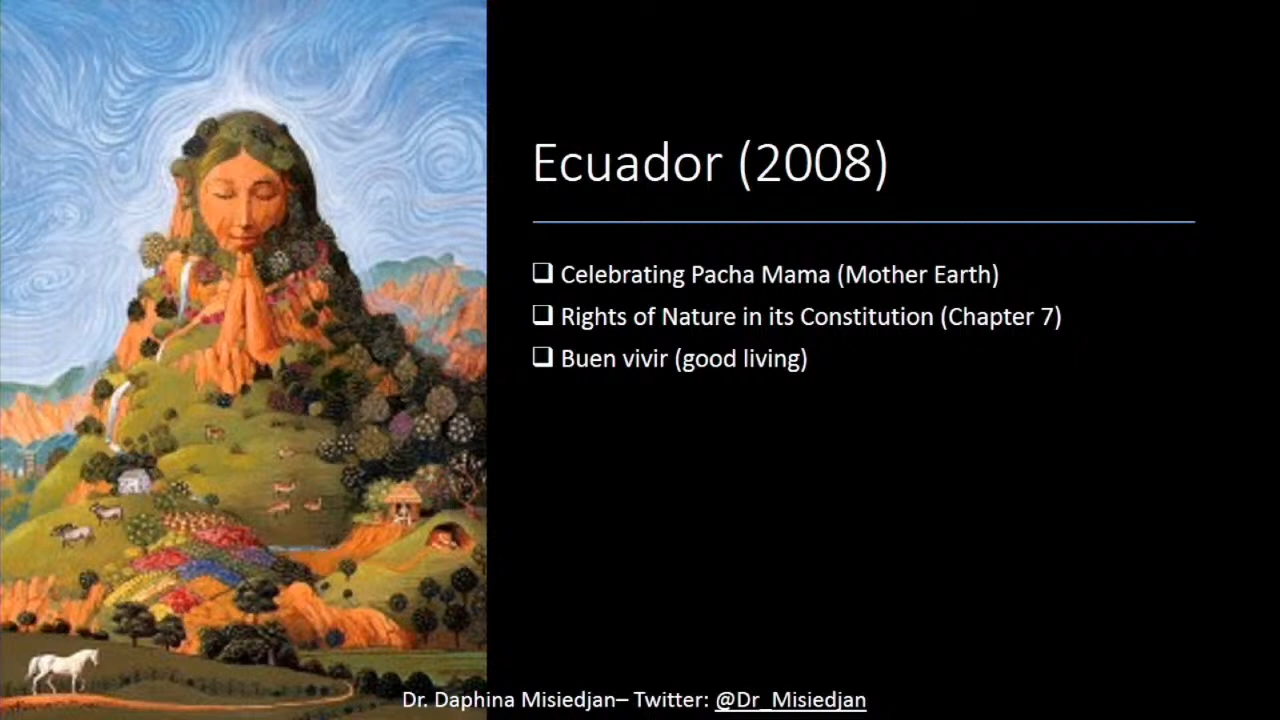 Ecuador (2008)
Celebrating Pacha Mama (Mother Earth)
Rights of Nature in its Constitution (Chapter 7)
Buen vivir (good living)
Dr. Daphina Misiedjan– Twitter: @Dr_Misiedjan